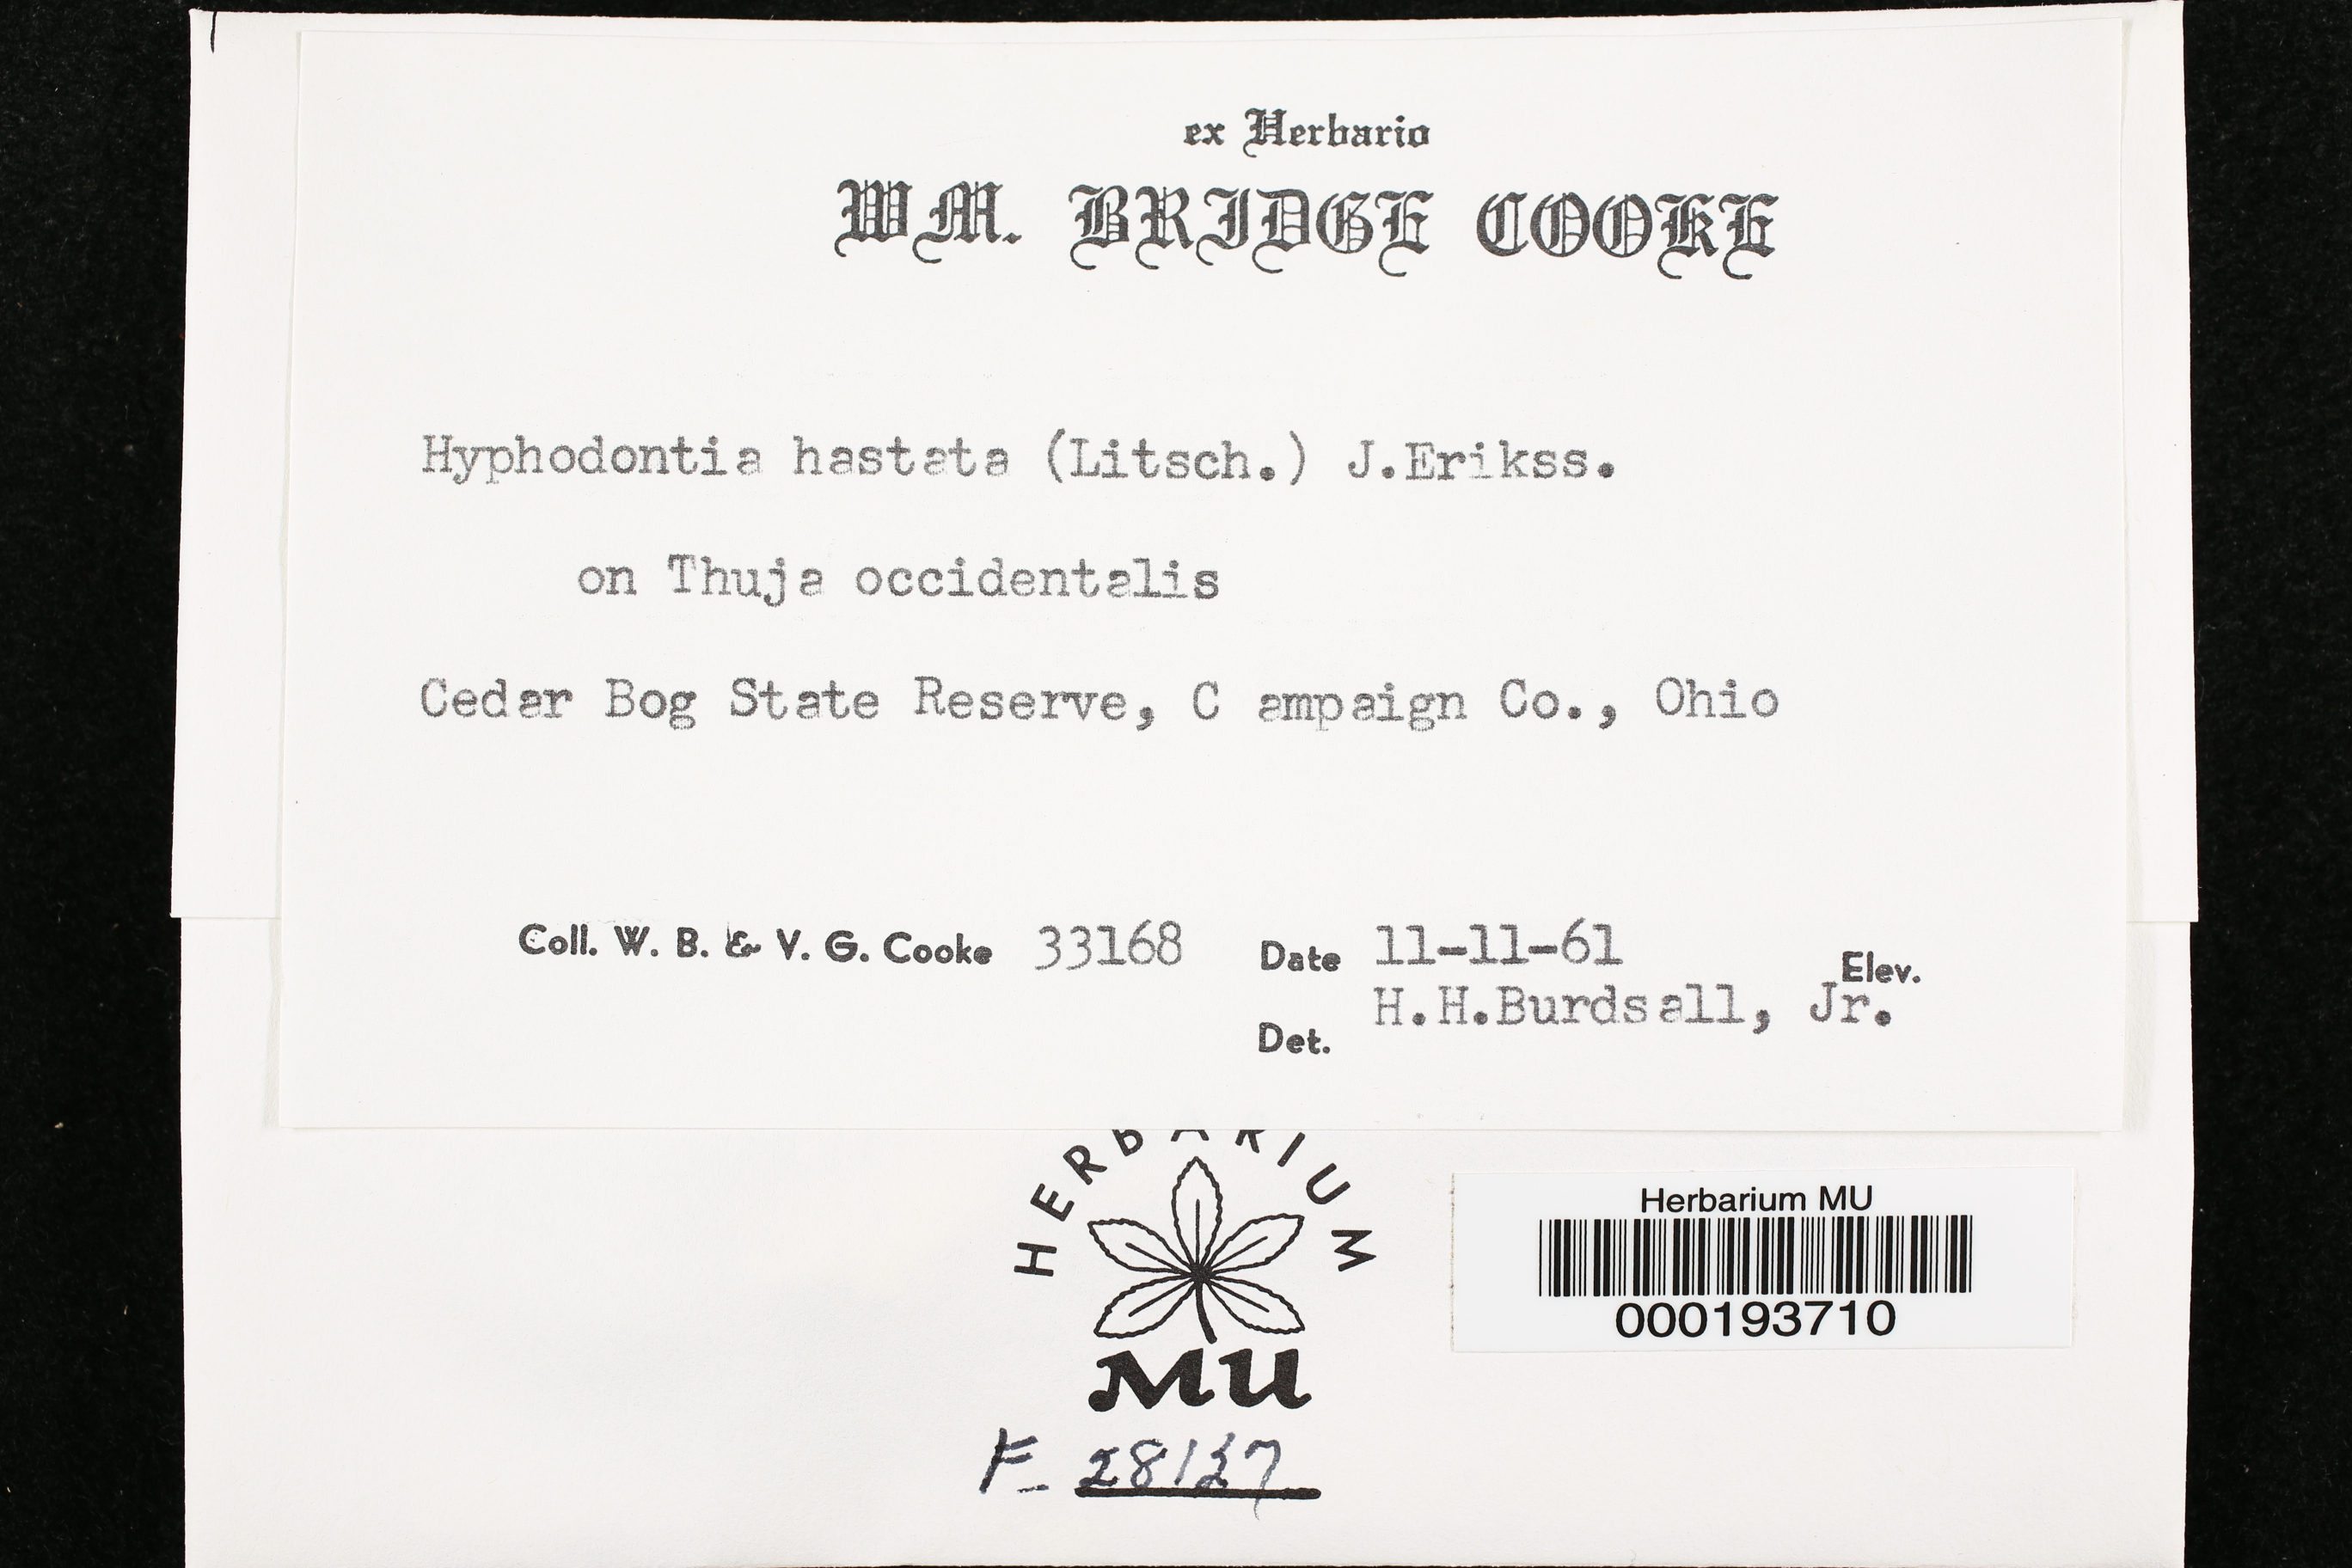 ex Herbario
WM. BRIDGE COOKE
Hyphodontia hastata (Litsch.) J.Erikss.
on Thuja occidentalis
Cedar Bog State Reserve, C ampaign Co., Ohio
Coll. W. B. & V. G. Cooke 33168 Date 11-11-61 Elev.
Det. H.H.Burdsall, Jr.
HERBARIUM
MU
F
Herbarium MU
000193710